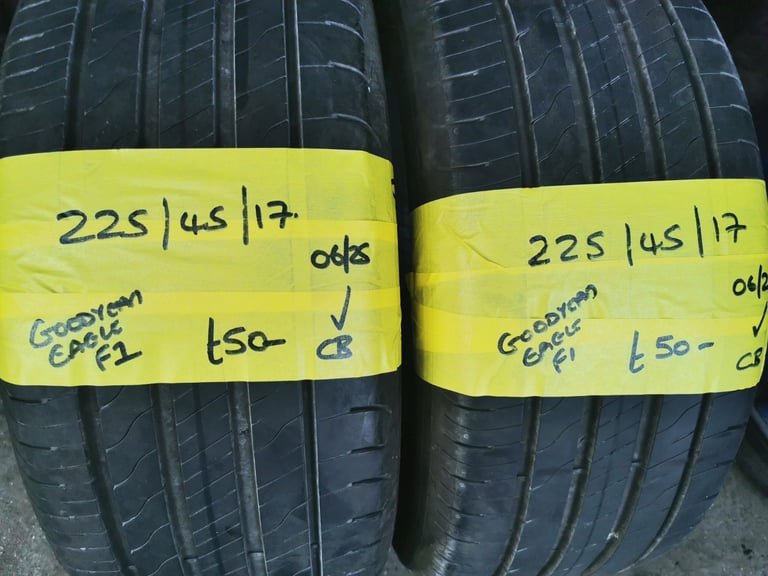 225/45/17.
06/25
GOODYEAR
EAGLE
F1
£50-
CB
225/45/17
06/2
GOODYEAR
EAGLE
F1
£50-
CB